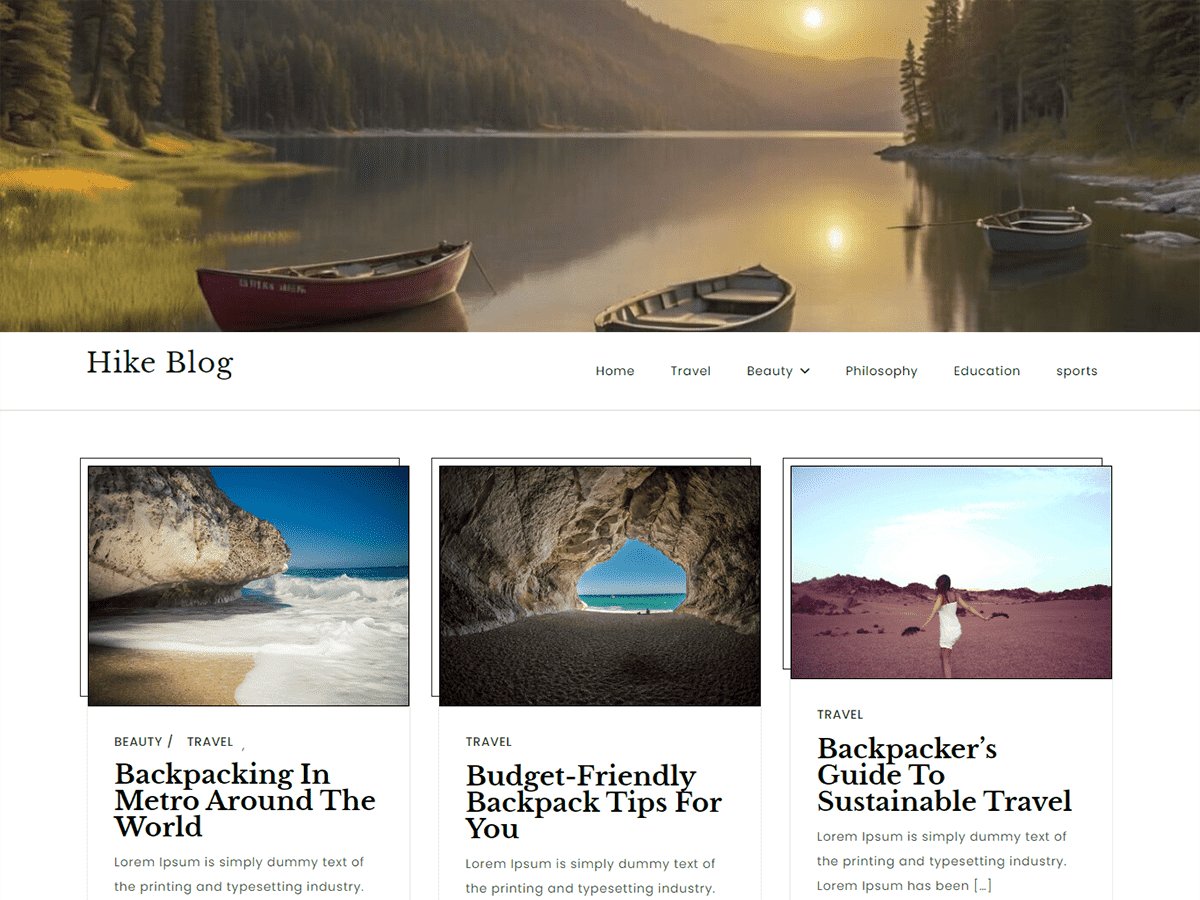 Hike Blog
Home Travel Beauty Philosophy Education sports
BEAUTY / TRAVEL ,
Backpacking In
Metro Around The
World
Lorem Ipsum is simply dummy text of
the printing and typesetting industry.
TRAVEL
Budget-Friendly
Backpack Tips For
You
Lorem Ipsum is simply dummy text of
the printing and typesetting industry.
TRAVEL
Backpacker’s
Guide To
Sustainable Travel
Lorem Ipsum is simply dummy text of
the printing and typesetting industry.
Lorem Ipsum has been […]